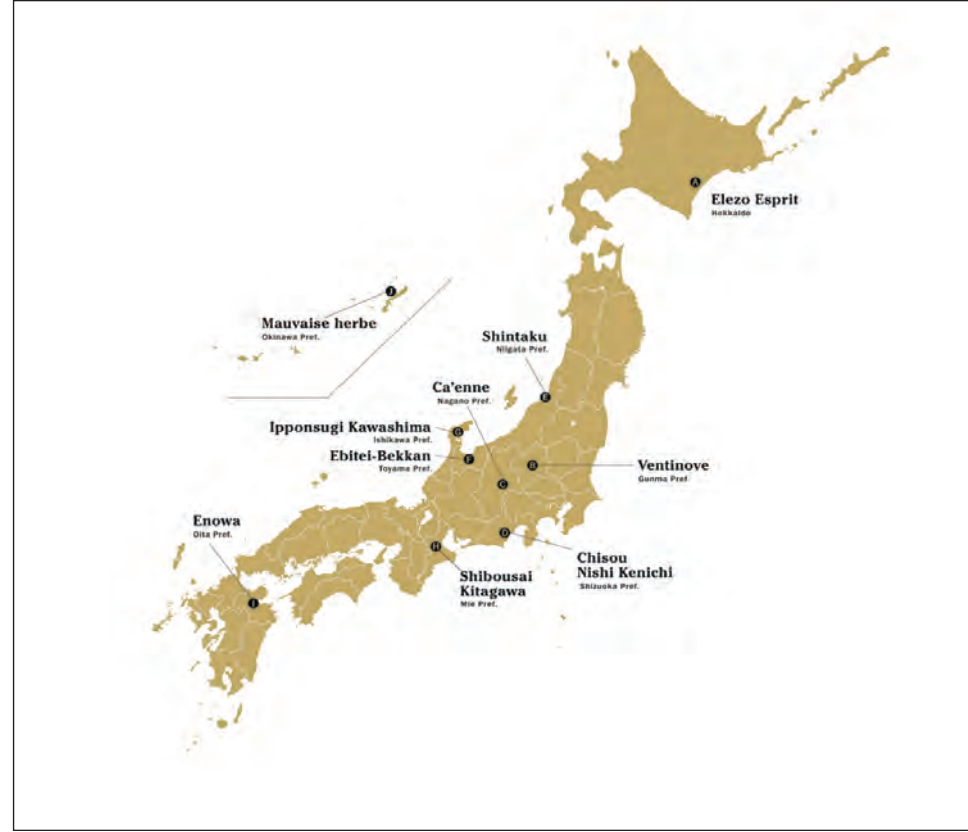 A
Elezo Esprit
Hokkaido
J
Mauvaise herbe
Okinawa Pref.
Shintaku
Niigata Pref.
E
Ca'enne
Nagano Pref.
Ipponsugi Kawashima
Ishikawa Pref.
G
Ebitei-Bekkan
Toyama Pref.
F
B
Ventinove
Gunma Pref.
C
Enowa
Oita Pref.
D
Chisou
Nishi Kenichi
Shizuoka Pref.
H
Shibousai
Kitagawa
Mie Pref.
I